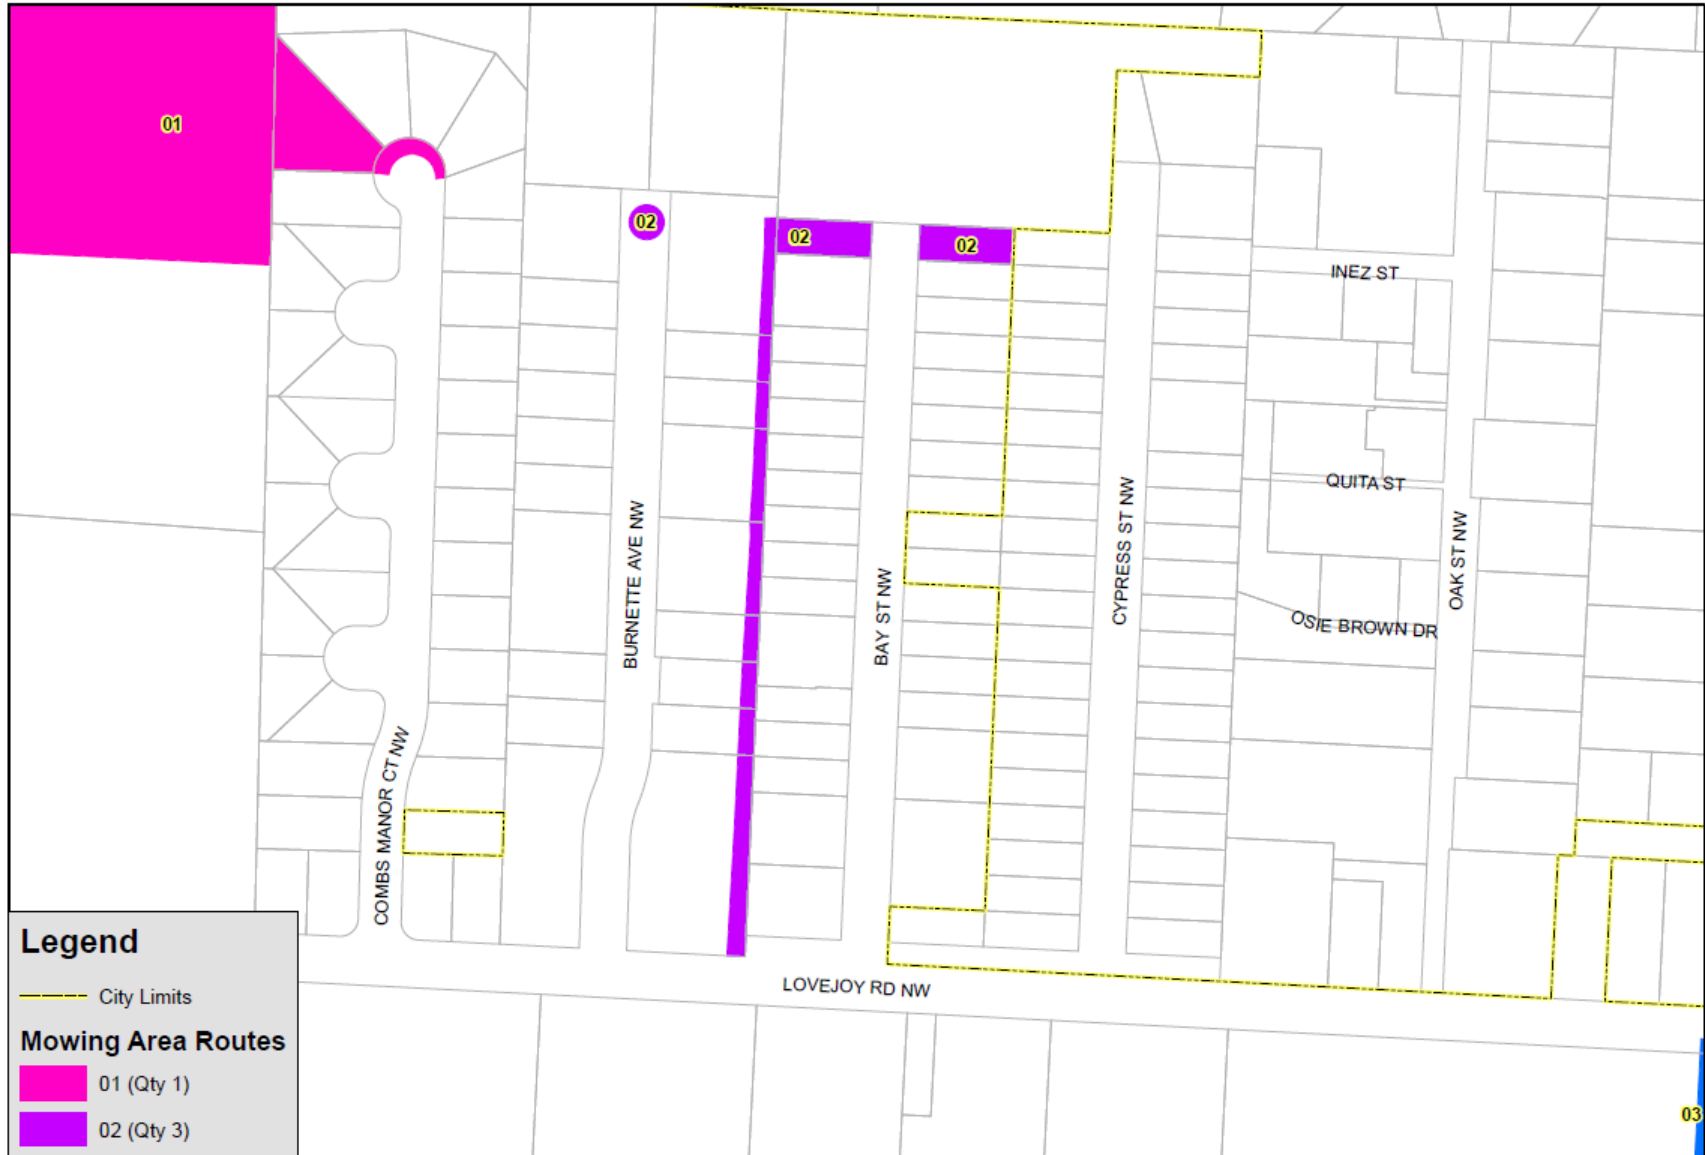 01
02
02
02
INEZ ST
QUITA ST
OSIE BROWN DR
OAK ST NW
CYPRESS ST NW
BAY ST NW
BURNETTE AVE NW
COMBS MANOR CT NW
LOVEJOY RD NW
03
Legend
City Limits
Mowing Area Routes
01 (Qty 1)
02 (Qty 3)